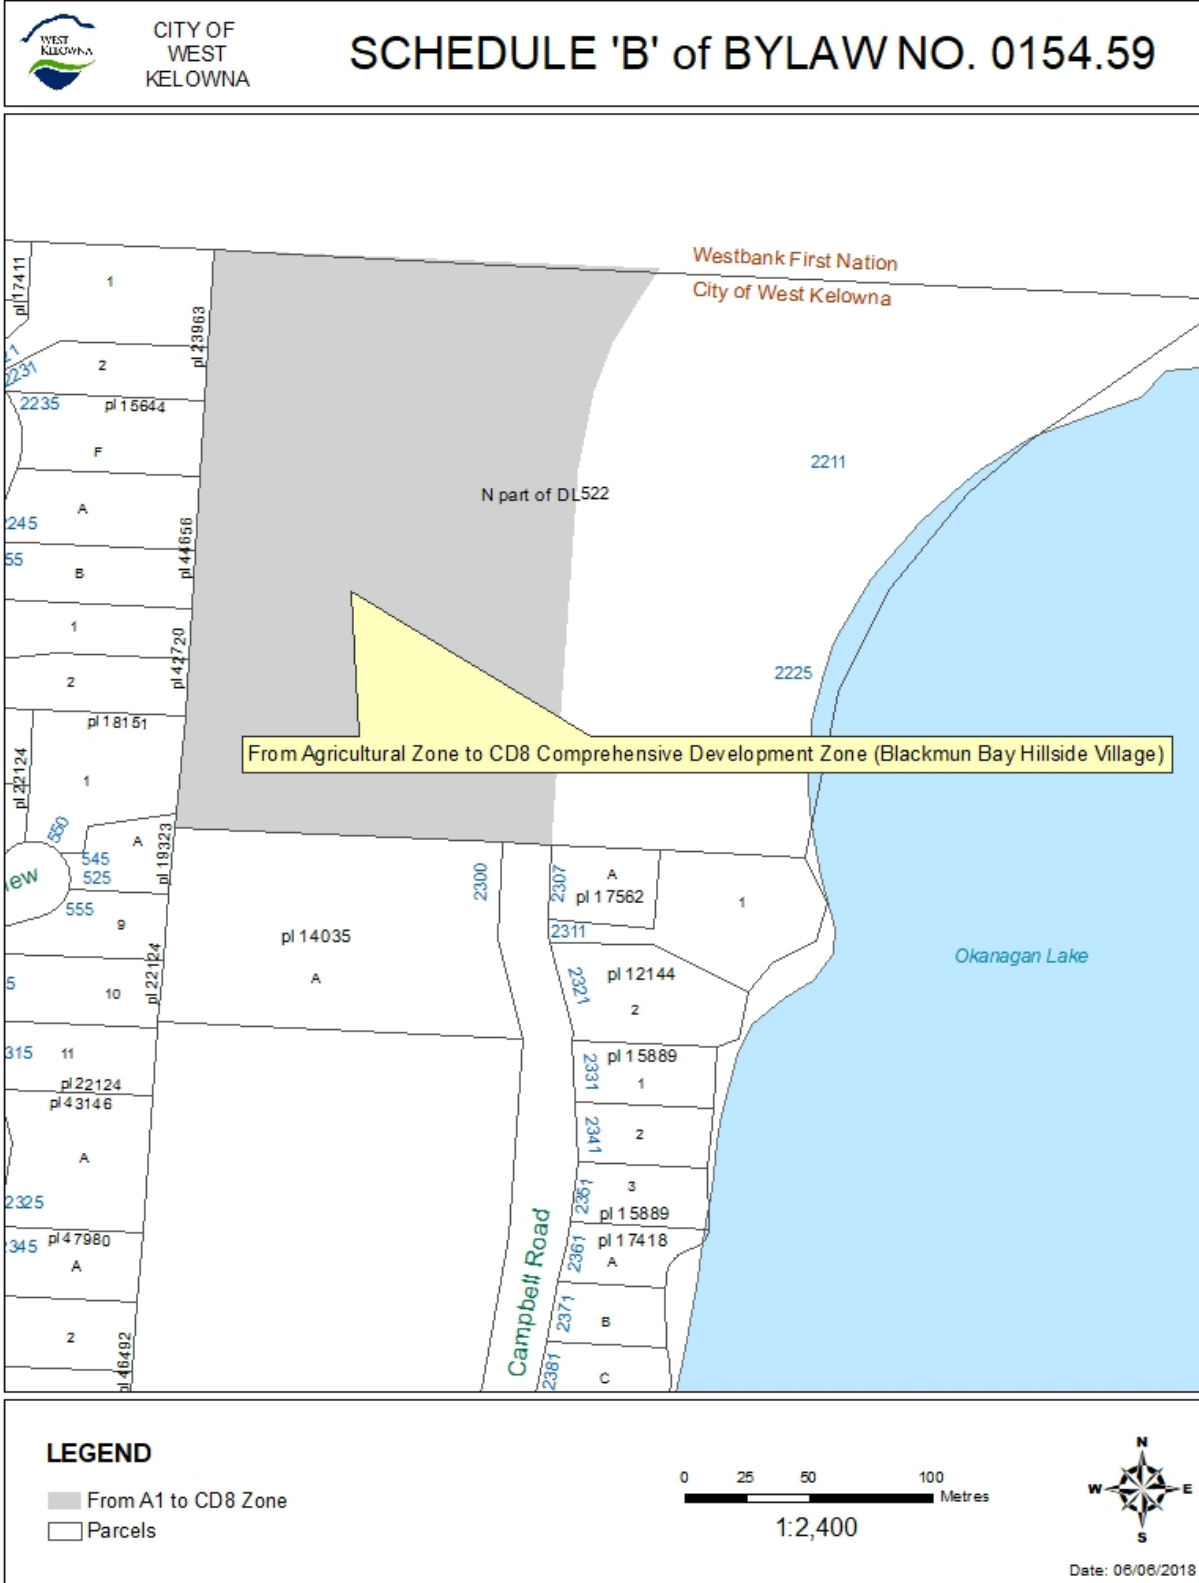 WEST
KELOWNA
CITY OF
WEST
KELOWNA
SCHEDULE 'B' of BYLAW NO. 0154.59
Westbank First Nation
City of West Kelowna
pl 17411
1
pl 23963
2
2231
2235
pl 15644
F
A
245
55
B
pl 44656
1
2
pl 42720
N part of DL522
2211
2225
From Agricultural Zone to CD8 Comprehensive Development Zone (Blackmun Bay Hillside Village)
pl 18151
pl 22124
1
550
A
pl 19323
545
525
iew
555
9
pl 22124
5
10
315
11
pl 22124
pl 43146
A
2325
345
pl 47980
A
2
pl 46492
pl 14035
A
2300
2307
A
pl 17562
1
2311
2321
pl 12144
2
Okanagan Lake
pl 15889
2331
1
2341
2
2351
3
pl 15889
pl 17418
2361
A
2371
B
2381
C
Campbell Road
LEGEND
From A1 to CD8 Zone
Parcels
0 25 50 100
Metres
1:2,400
N
W E
S
Date: 06/06/2018